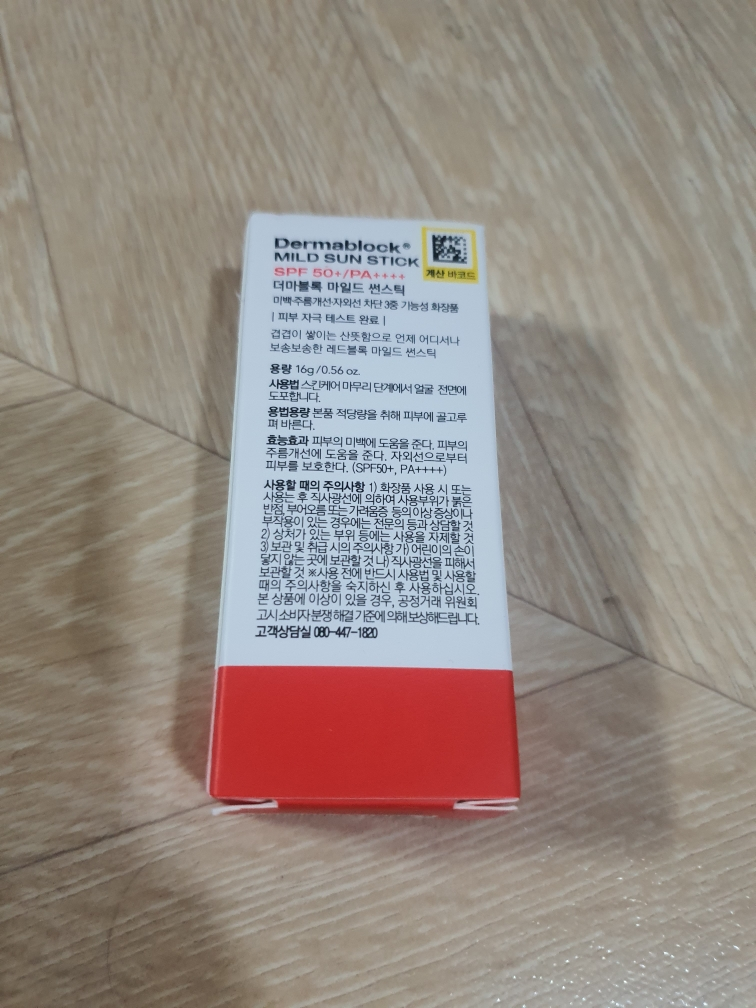 Dermablock®
MILD SUN STICK
SPF 50+/PA++++
계산 바코드
더마블록 마일드 썬스틱
미백·주름개선·자외선 차단 3중 기능성 화장품
| 피부 자극 테스트 완료 |
겹겹이 쌓이는 산뜻함으로 언제 어디서나
보송보송한 레드블록 마일드 썬스틱
용량 16g/0.56 oz.
사용법 스킨케어 마무리 단계에서 얼굴 전면에
도포합니다.
용법용량 본품 적당량을 취해 피부에 골고루
펴 바른다.
효능효과 피부의 미백에 도움을 준다. 피부의
주름개선에 도움을 준다. 자외선으로부터
피부를 보호한다. (SPF50+, PA++++)
사용할 때의 주의사항 1) 화장품 사용 시 또는
사용하는 후 직사광선에 의하여 사용부위가 붉은
반점, 부어오름 또는 가려움증 등의 이상 증상이나
부작용이 있는 경우에는 전문의 등과 상담할 것
2) 상처가 있는 부위 등에는 사용을 자제할 것
3) 보관 및 취급 시의 주의사항 가) 어린이의 손이
닿지 않는 곳에 보관할 것 나) 직사광선을 피해서
보관할 것 ※사용 전에 반드시 사용법 및 사용할
때의 주의사항을 숙지하신 후 사용하십시오.
본 상품에 이상이 있을 경우, 공정거래 위원회
고시 소비자 분쟁 해결 기준에 의해 보상해드립니다.
고객상담실 080-447-1820